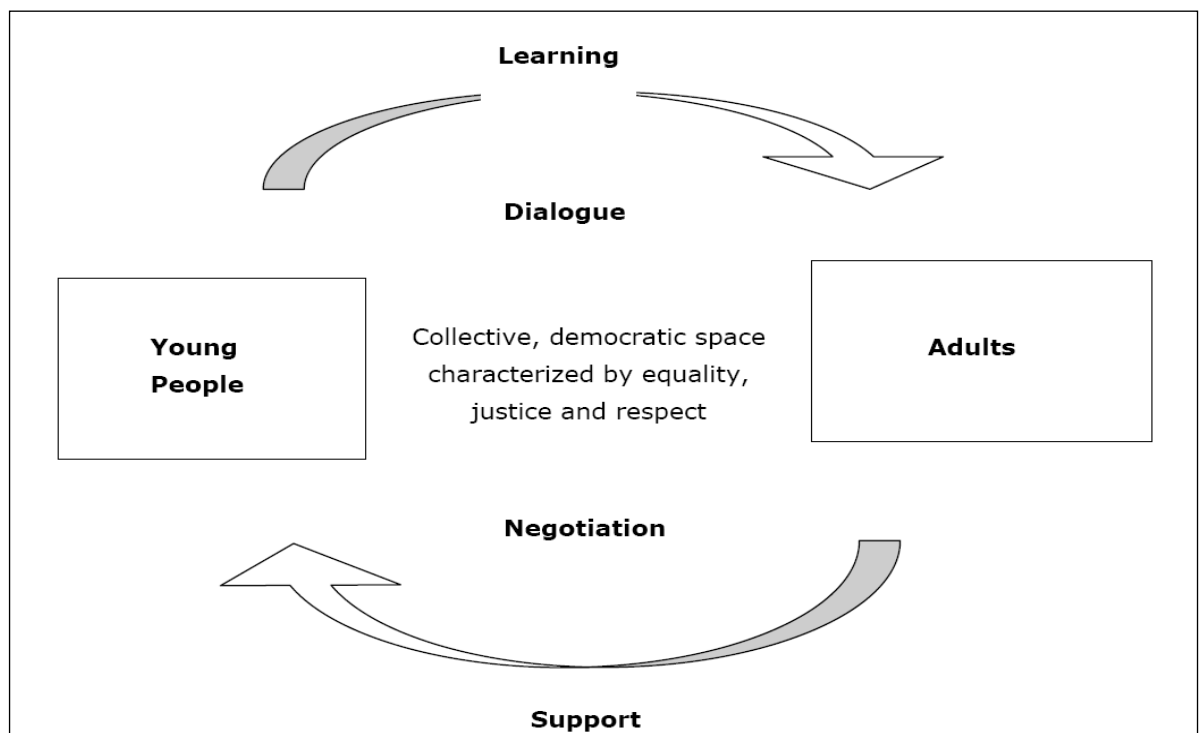 Learning
Dialogue
Young
People
Collective, democratic space
characterized by equality,
justice and respect
Adults
Negotiation
Support